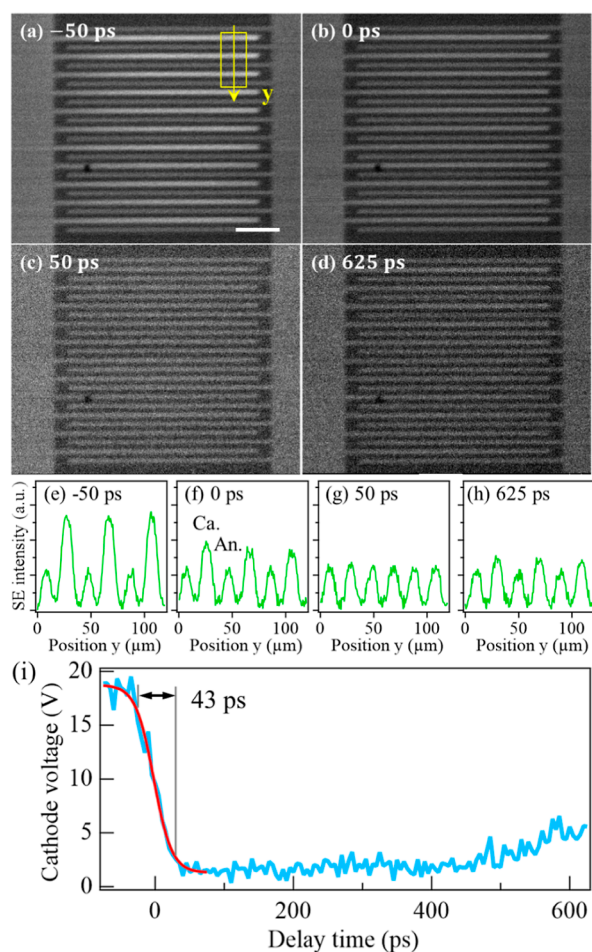 (a) −50 ps
y
(b) 0 ps
(c) 50 ps
(d) 625 ps
(e) -50 ps
(f) 0 ps
Ca.
An.
(g) 50 ps
(h) 625 ps
SE intensity (a.u.)
0 50 100
0 50 100
0 50 100
0 50 100
Position y (µm)
Position y (µm)
Position y (µm)
Position y (µm)
(i)
43 ps
Cathode voltage (V)
20
15
10
5
0
0 200 400 600
Delay time (ps)